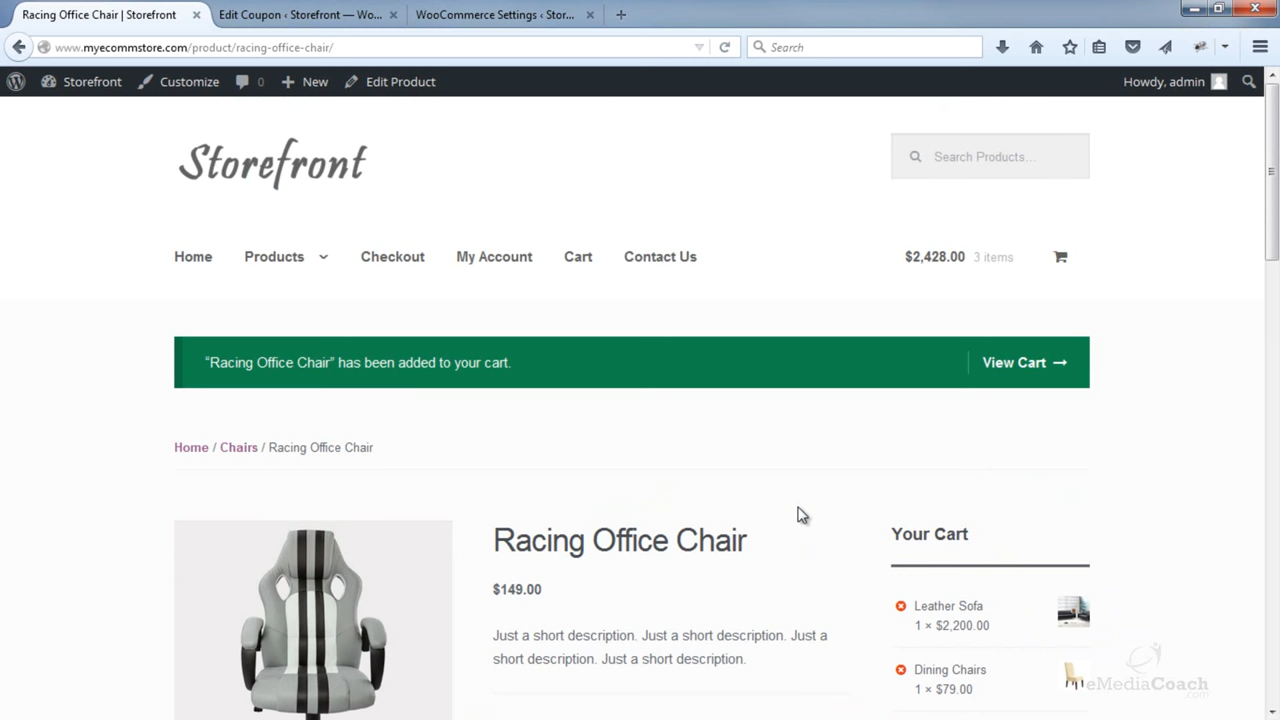 Racing Office Chair | Storefront
Edit Coupon ‹ Storefront — Wo...
WooCommerce Settings ‹ Stor...
www.myecommstore.com/product/racing-office-chair/
Search
Storefront
Customize
0
New
Edit Product
Howdy, admin
Storefront
Search Products...
Home
Products
Checkout
My Account
Cart
Contact Us
$2,428.00 3 items
“Racing Office Chair” has been added to your cart.
View Cart →
Home / Chairs / Racing Office Chair
Racing Office Chair
$149.00
Just a short description. Just a short description. Just a
short description. Just a short description.
Your Cart
Leather Sofa
1 × $2,200.00
Dining Chairs
1 × $79.00
eMediaCoach
.com